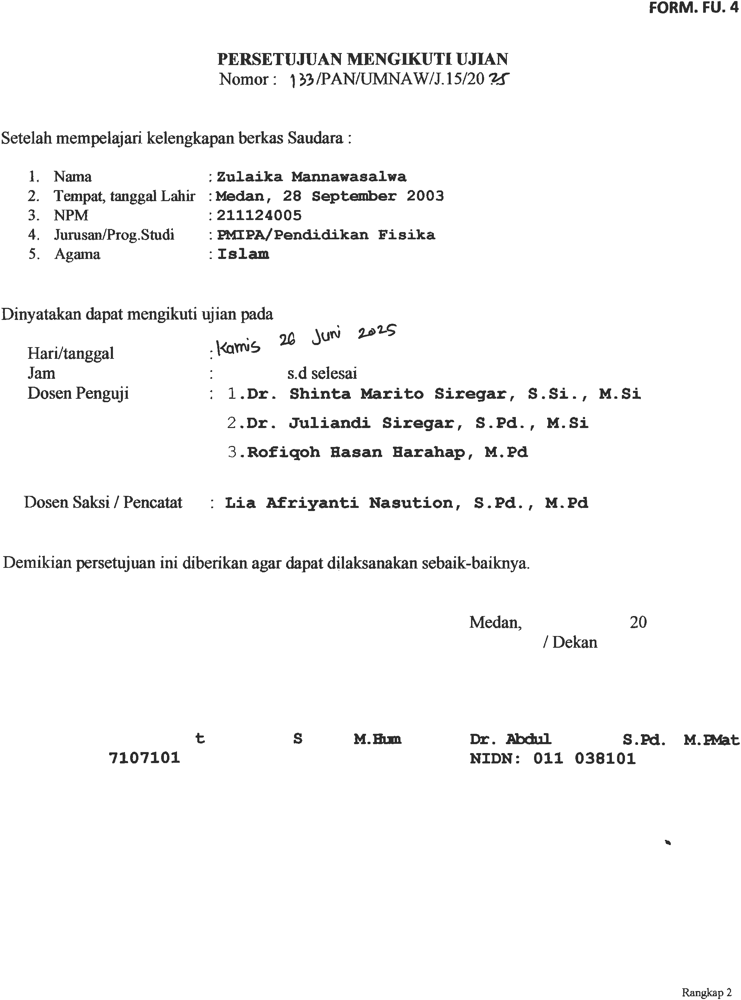 FORM. FU. 4
PERSETUJUAN MENGIKUTI UJIAN
Nomor : 133/PAN/UMNAW/J.15/20 25
Setelah mempelajari kelengkapan berkas Saudara :
1. Nama : Zulaika Mannawasalwa
2. Tempat, tanggal Lahir : Medan, 28 September 2003
3. NPM : 211124005
4. Jurusan/Prog.Studi : PMIPA/Pendidikan Fisika
5. Agama : Islam
Dinyatakan dapat mengikuti ujian pada
Hari/tanggal : Kamis 26 Juni 2025
Jam : s.d selesai
Dosen Penguji : 1.Dr. Shinta Marito Siregar, S.Si., M.Si
2.Dr. Juliandi Siregar, S.Pd., M.Si
3.Rofiqoh Hasan Harahap, M.Pd
Dosen Saksi / Pencatat : Lia Afriyanti Nasution, S.Pd., M.Pd
Demikian persetujuan ini diberikan agar dapat dilaksanakan sebaik-baiknya.
Medan, 20
/ Dekan
t S M.Hum Dr. Abdul S.Pd. M.PMat
7107101 NIDN: 011 038101
Rangkap 2